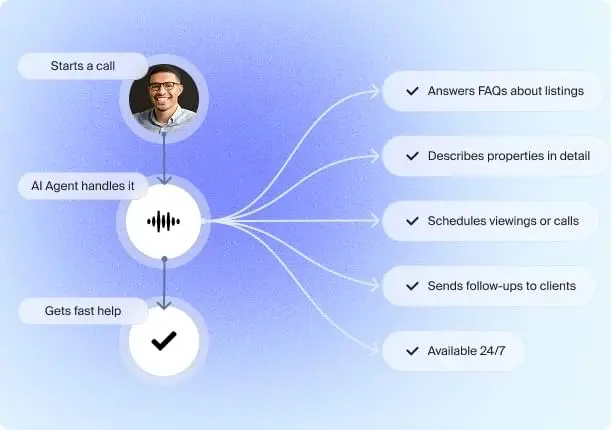 Starts a call
AI Agent handles it
Gets fast help
Answers FAQs about listings
Describes properties in detail
Schedules viewings or calls
Sends follow-ups to clients
Available 24/7